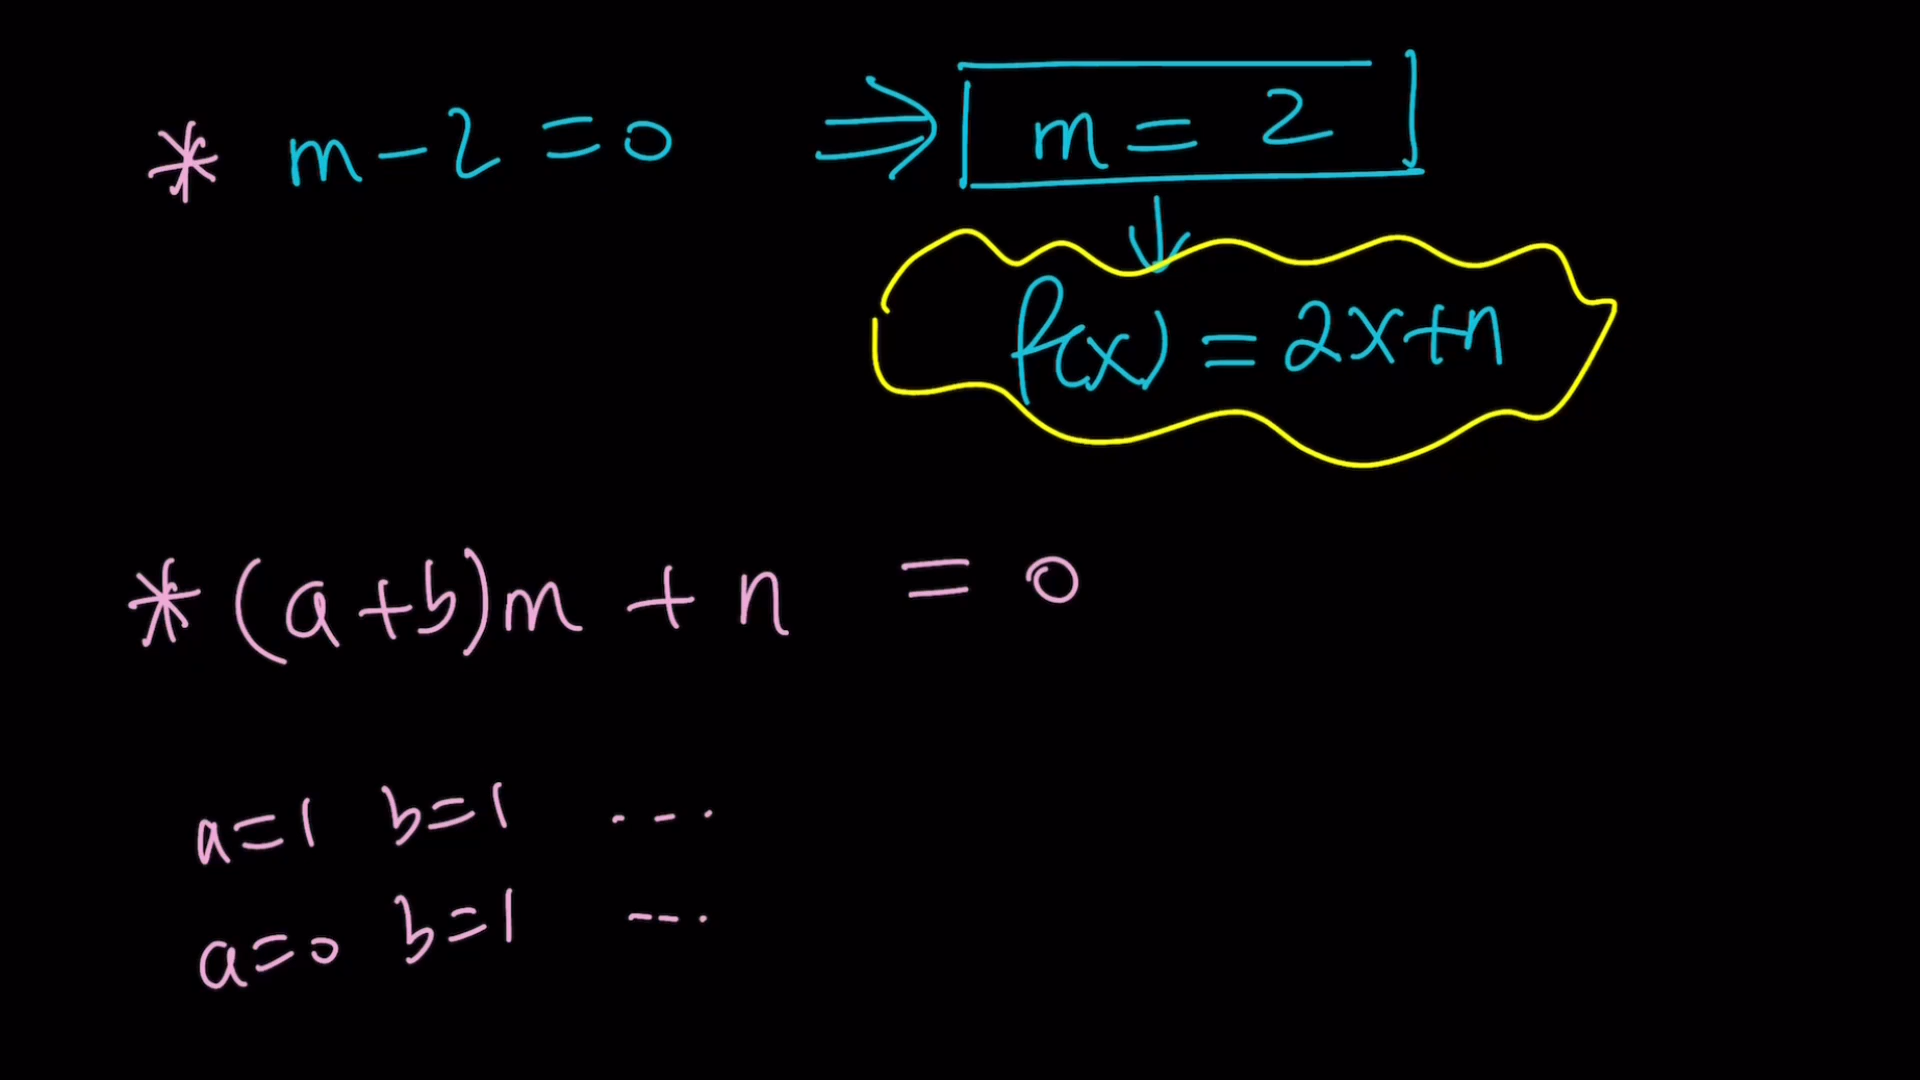 * m-2=0 ⇒ m=2
↓
f(x)=2x+n
*(a+b)m+n = 0
a=1 b=1 ---.
a=0 b=1 ---.